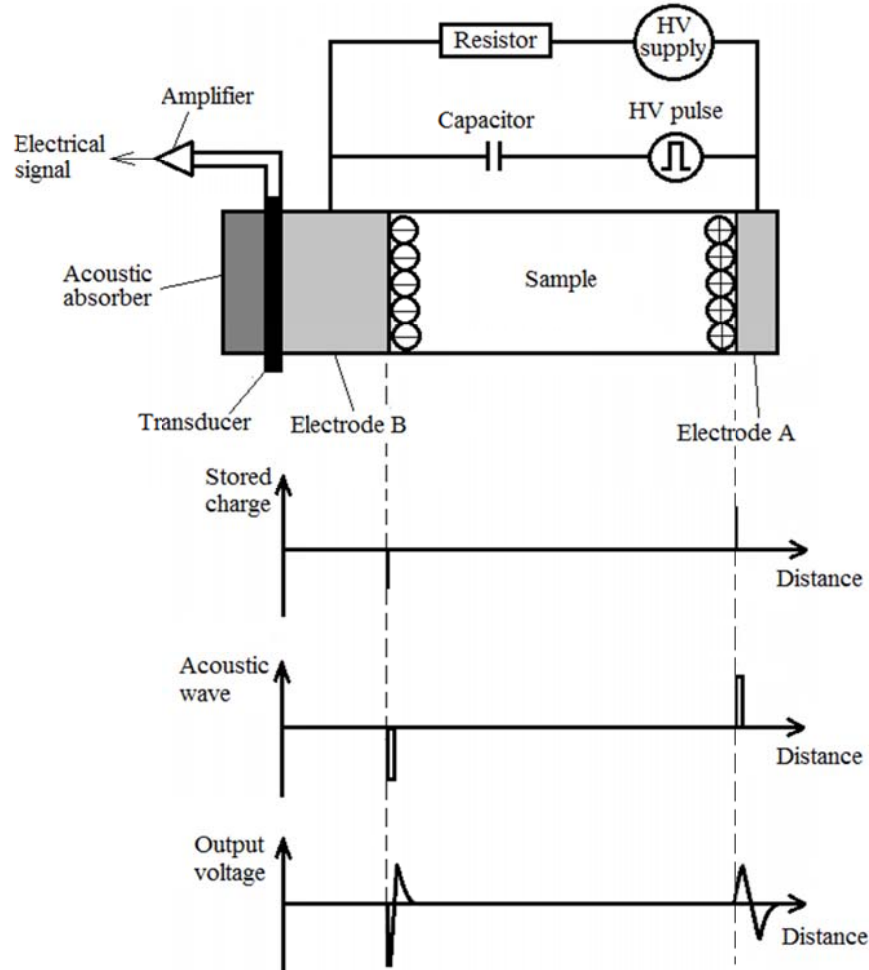 HV
supply
Resistor
Amplifier
Capacitor
HV pulse
Electrical
signal
Acoustic
absorber
Sample
Transducer
Electrode B
Electrode A
Stored
charge
Distance
Acoustic
wave
Distance
Output
voltage
Distance